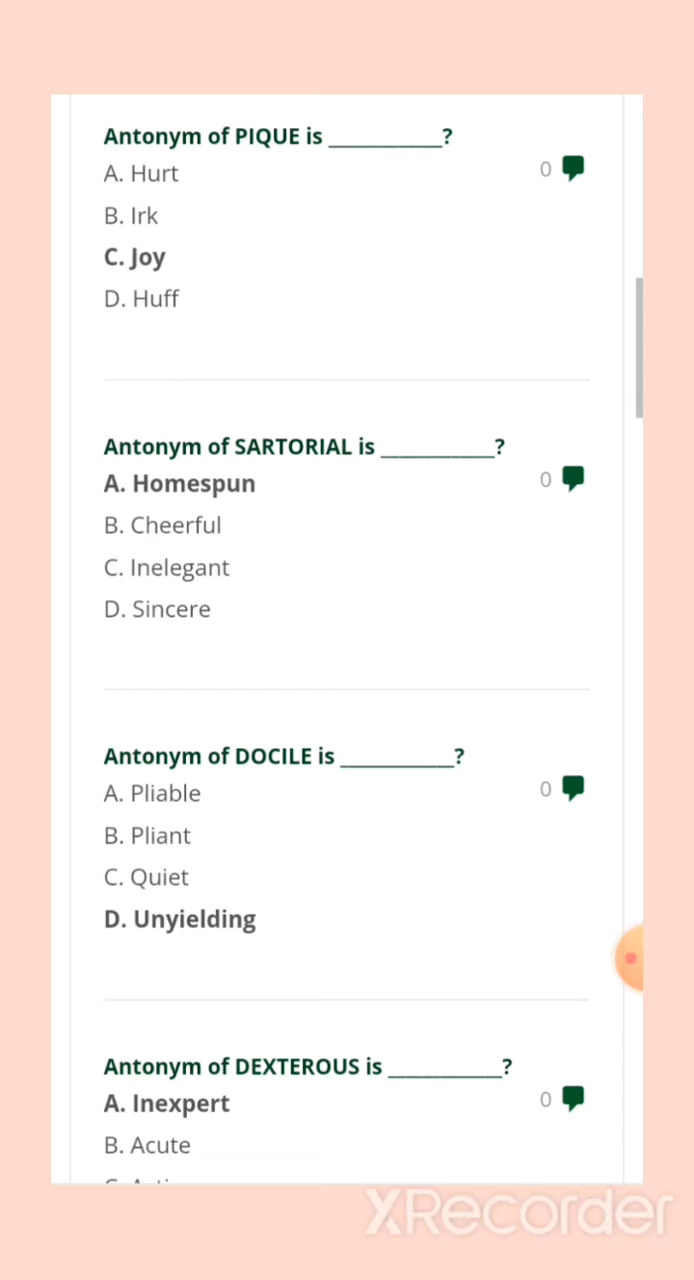 Antonym of PIQUE is __________?
A. Hurt
0
B. Irk
C. Joy
D. Huff
Antonym of SARTORIAL is __________?
A. Homespun
0
B. Cheerful
C. Inelegant
D. Sincere
Antonym of DOCILE is __________?
A. Pliable
0
B. Pliant
C. Quiet
D. Unyielding
Antonym of DEXTEROUS is __________?
A. Inexpert
0
B. Acute
XRecorder